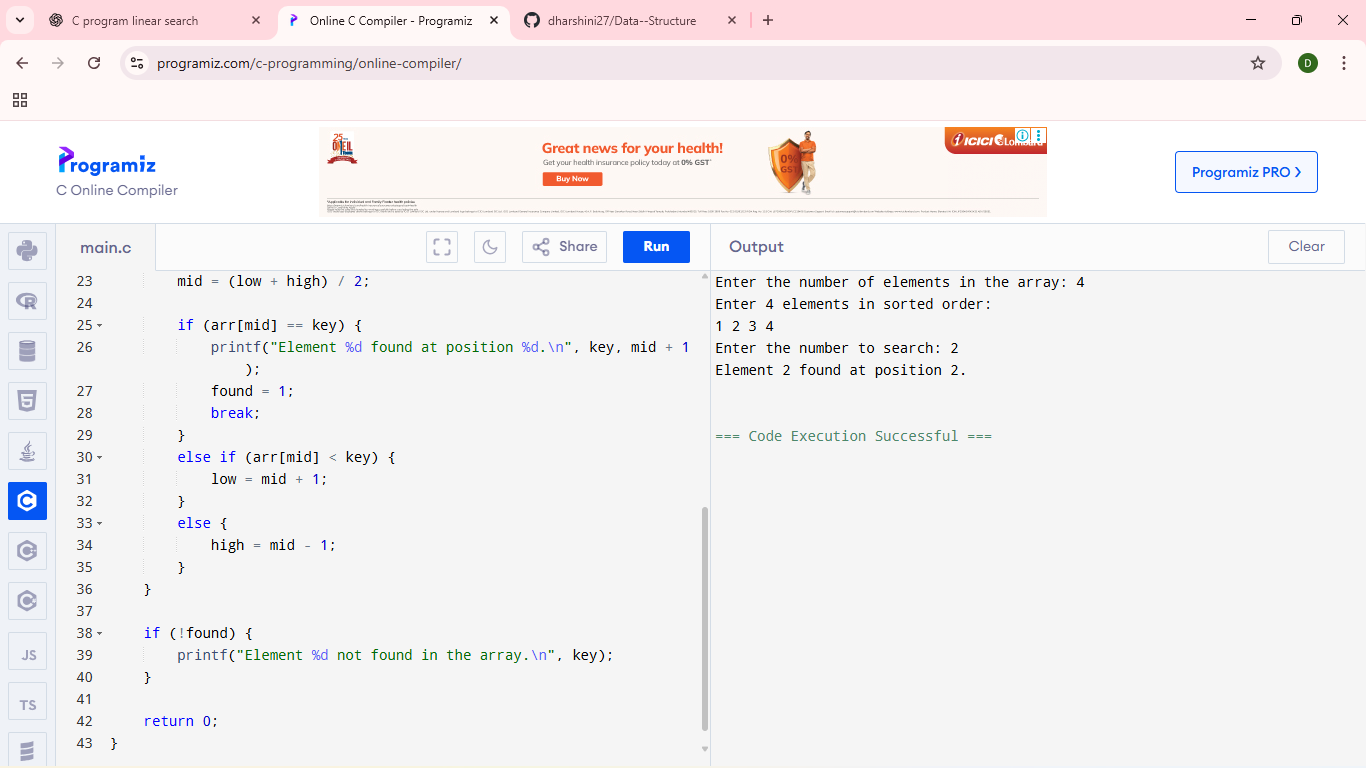 C program linear search
Online C Compiler - Programiz
dharshini27/Data--Structure
programiz.com/c-programming/online-compiler/
D
Programiz
C Online Compiler
25
Great news for your health!
Get your health insurance policy today at 0% GST*
Buy Now
0%
GST
ICICI Lombard
Programiz PRO
main.c
Share
Run
Output
Clear
23 mid = (low + high) / 2;
24
25 if (arr[mid] == key) {
26 printf("Element %d found at position %d.\n", key, mid + 1
);
27 found = 1;
28 break;
29 }
30 else if (arr[mid] < key) {
31 low = mid + 1;
32 }
33 else {
34 high = mid - 1;
35 }
36 }
37
38 if (!found) {
39 printf("Element %d not found in the array.\n", key);
40 }
41
42 return 0;
43 }
JS
TS
Enter the number of elements in the array: 4
Enter 4 elements in sorted order:
1 2 3 4
Enter the number to search: 2
Element 2 found at position 2.
=== Code Execution Successful ===